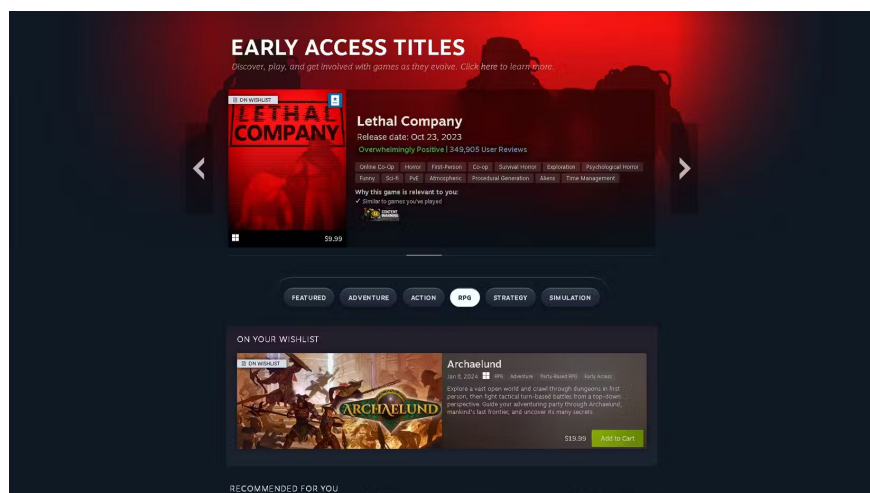 EARLY ACCESS TITLES
Discover, play, and get involved with games as they evolve. Click here to learn more.
ON WISHLIST
LETHAL
COMPANY
$9.99
Lethal Company
Release date: Oct 23, 2023
Overwhelmingly Positive | 349,905 User Reviews
Online Co-Op Horror First-Person Co-op Survival Horror Exploration Psychological Horror
Funny Sci-fi PvE Atmospheric Procedural Generation Aliens Time Management
Why this game is relevant to you:
✓ Similar to games you've played
CONTENT
WARNING
FEATURED ADVENTURE ACTION RPG STRATEGY SIMULATION
ON YOUR WISHLIST
ON WISHLIST
ARCHAELUND
Archaelund
Jan 8, 2024 RPG Adventure Party-Based RPG Early Access
Explore a vast open world and crawl through dungeons in first
person, then fight tactical turn-based battles from a top-down
perspective. Guide your adventuring party through Archaelund,
mankind's last frontier, and uncover its many secrets
$19.99 Add to Cart
RECOMMENDED FOR YOU